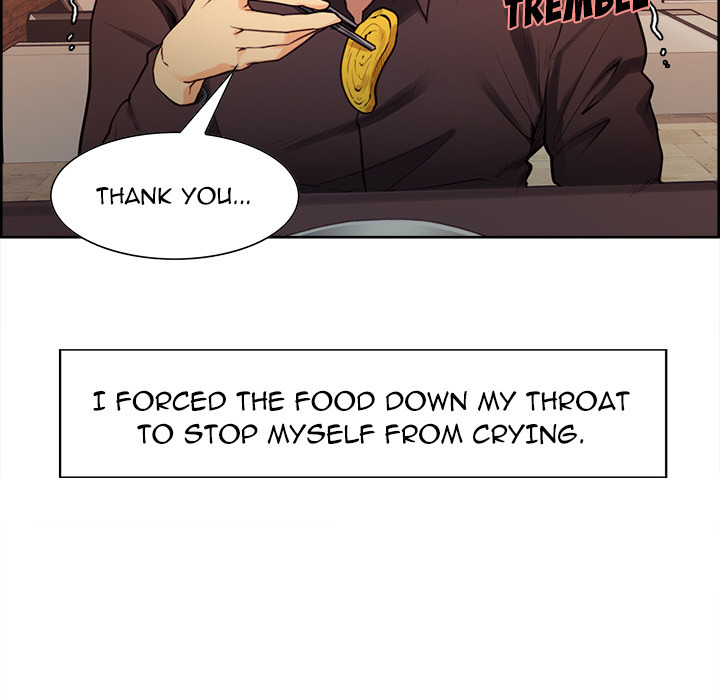 TREMBLE
THANK YOU...
I FORCED THE FOOD DOWN MY THROAT
TO STOP MYSELF FROM CRYING.